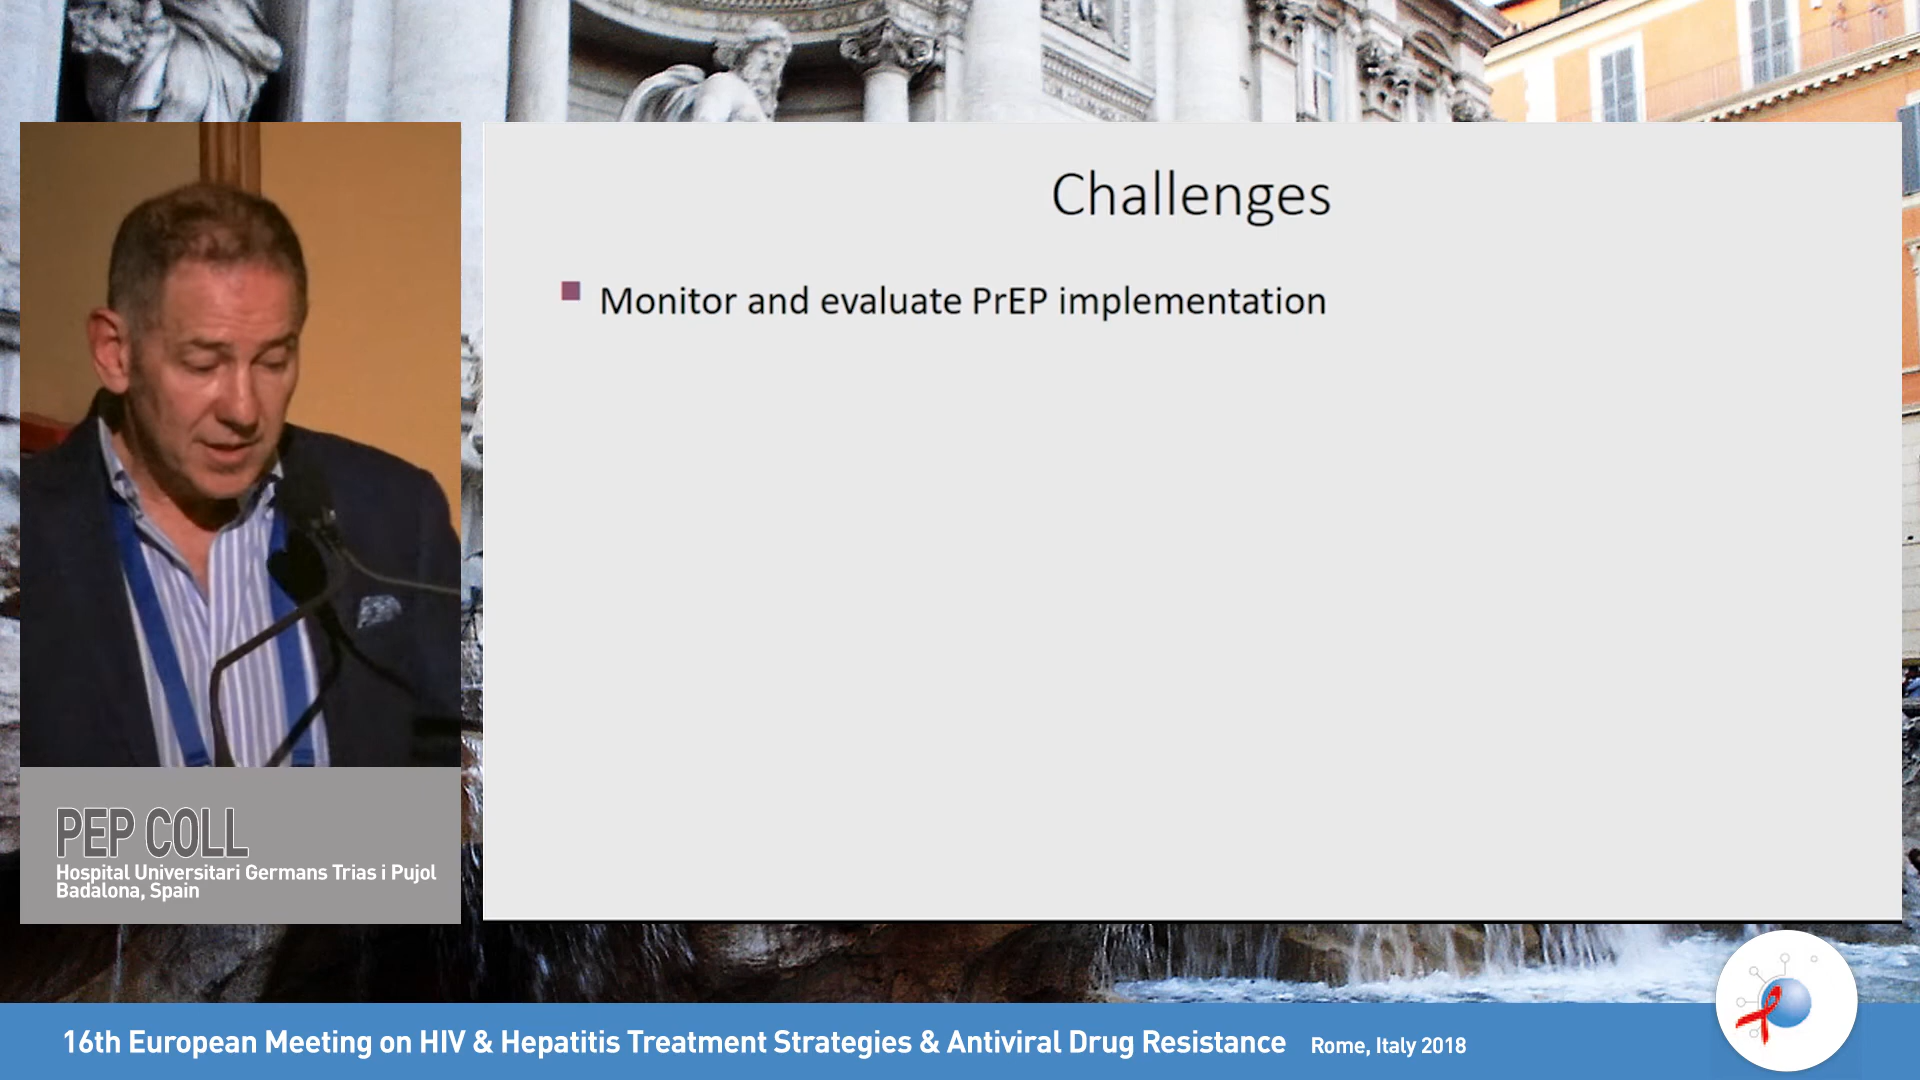 Challenges
Monitor and evaluate PrEP implementation
PEP COLL
Hospital Universitari Germans Trias i Pujol
Badalona, Spain
16th European Meeting on HIV & Hepatitis Treatment Strategies & Antiviral Drug Resistance Rome, Italy 2018